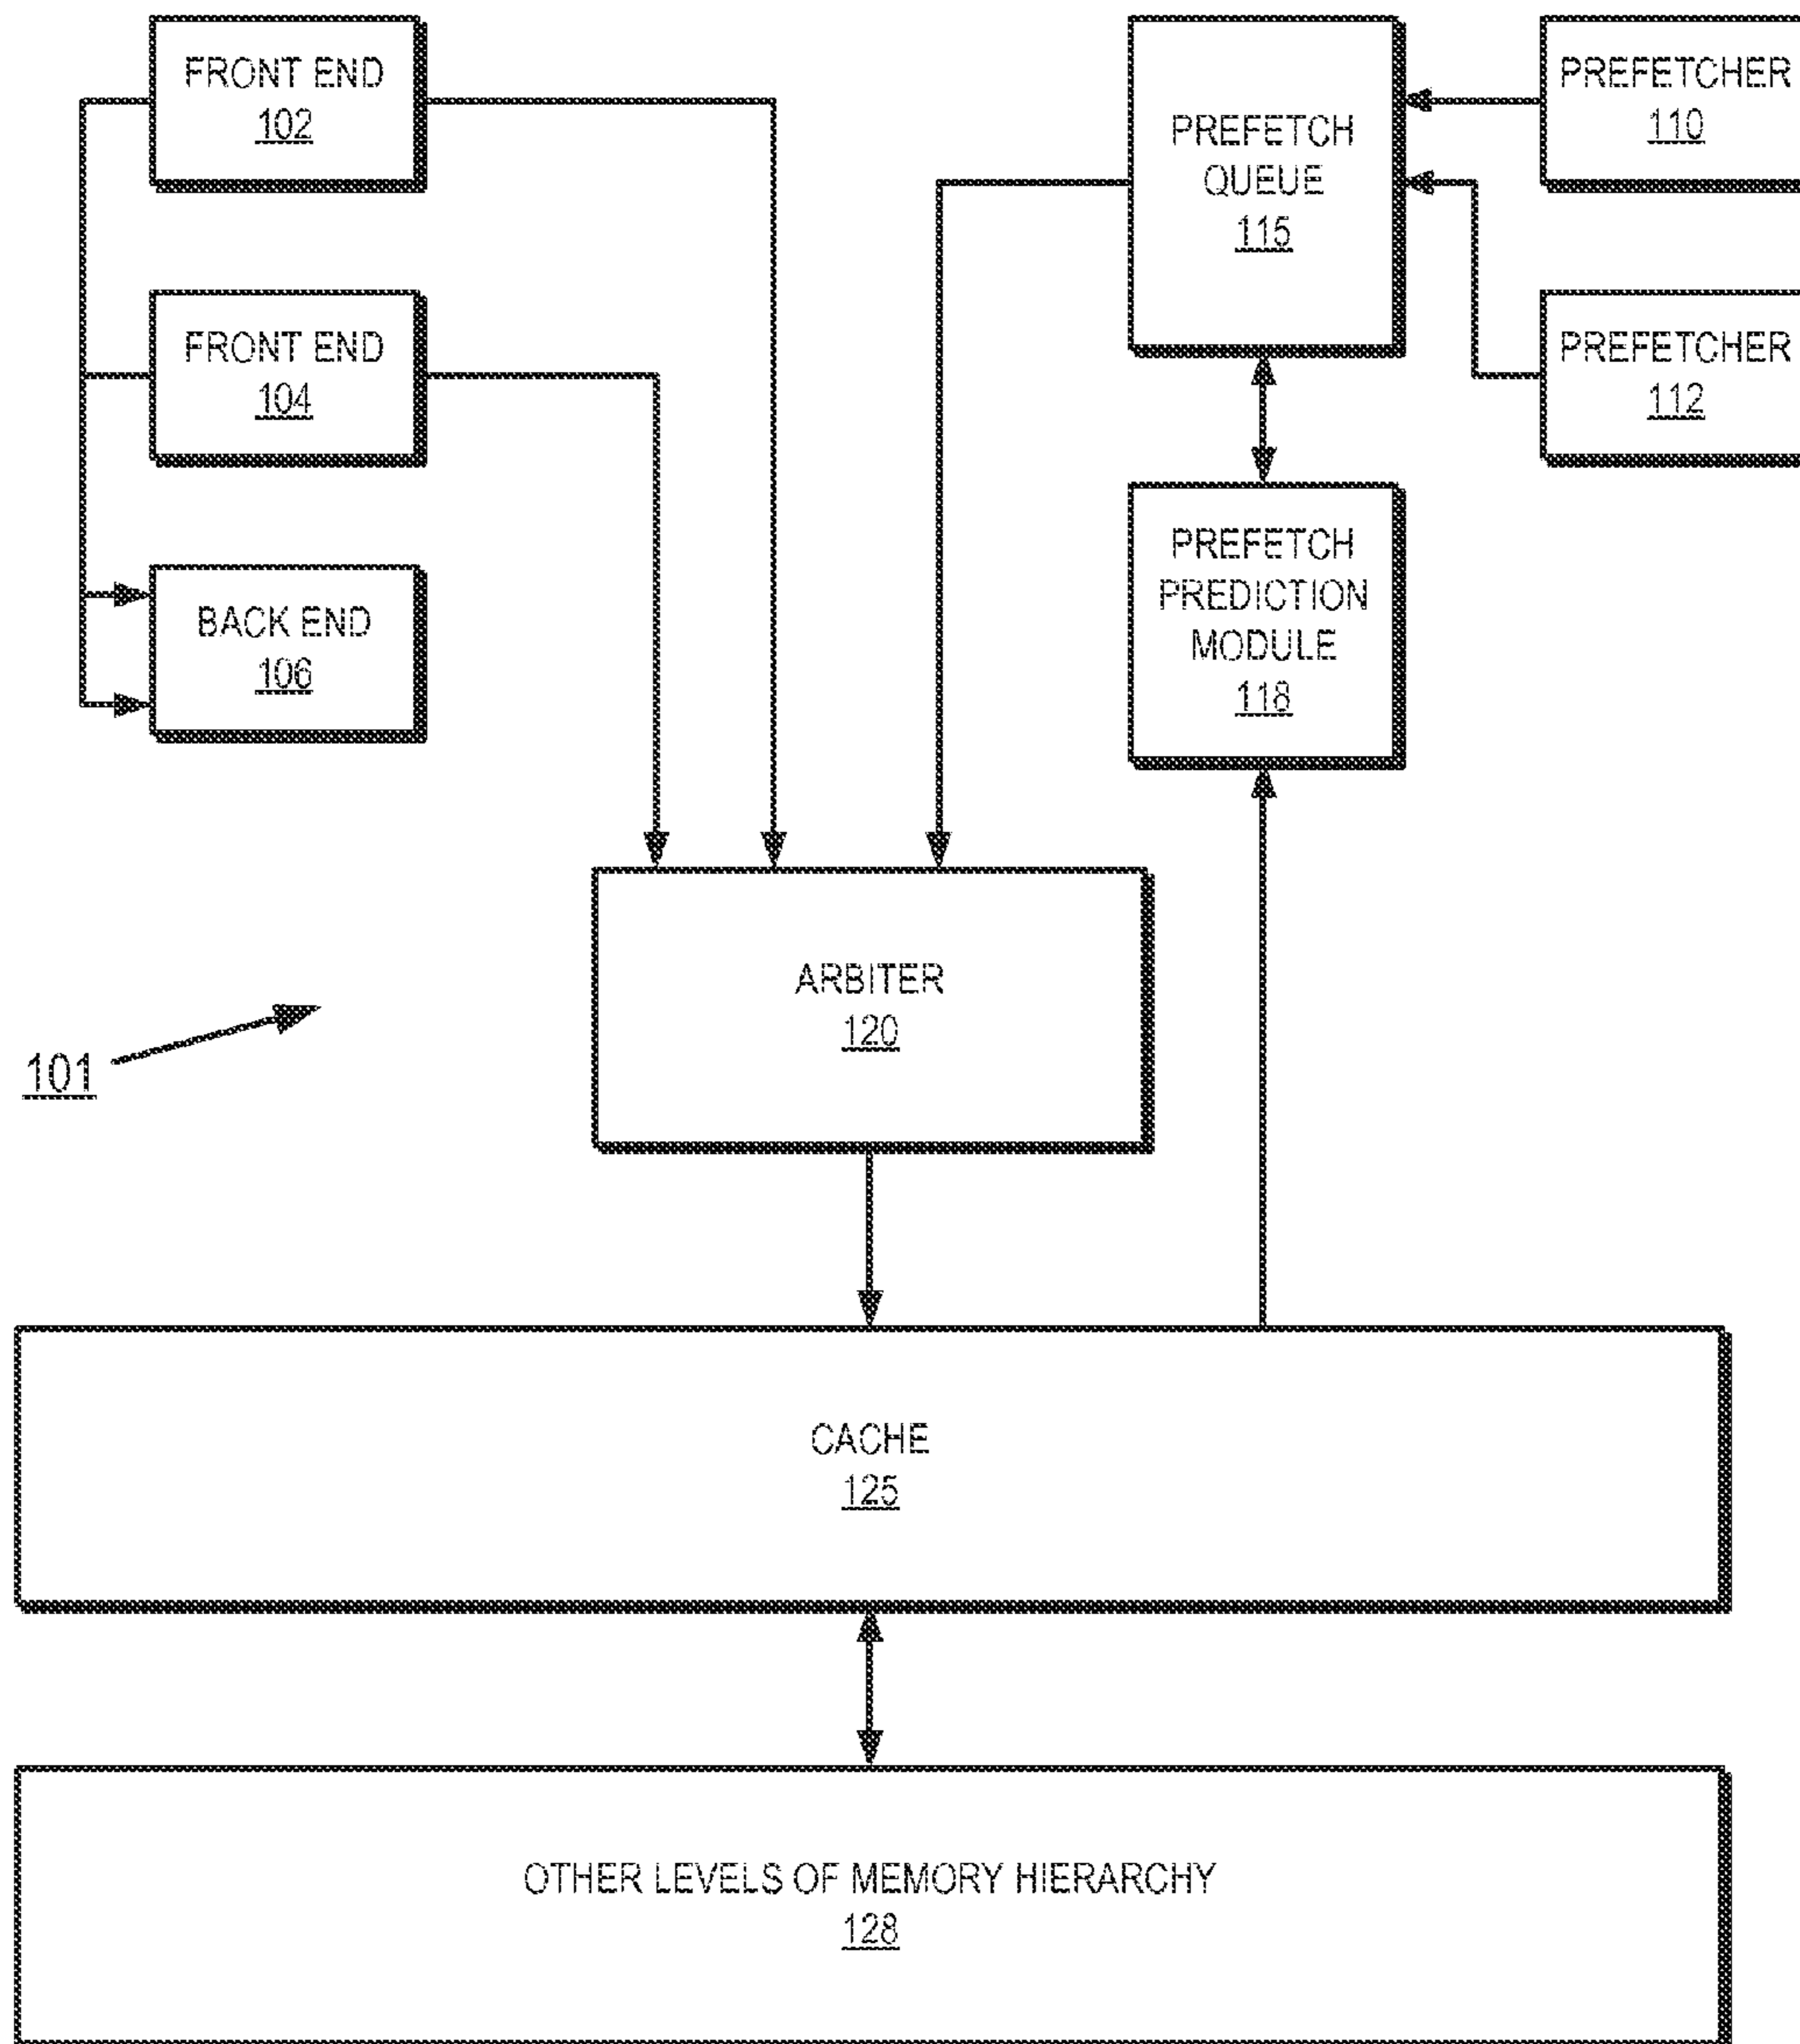 FRONT END
102
FRONT END
104
BACK END
106
PREFETCH
QUEUE
115
PREFETCHER
110
PREFETCHER
112
PREFETCH
PREDICTION
MODULE
118
ARBITER
120
101
CACHE
125
OTHER LEVELS OF MEMORY HIERARCHY
128